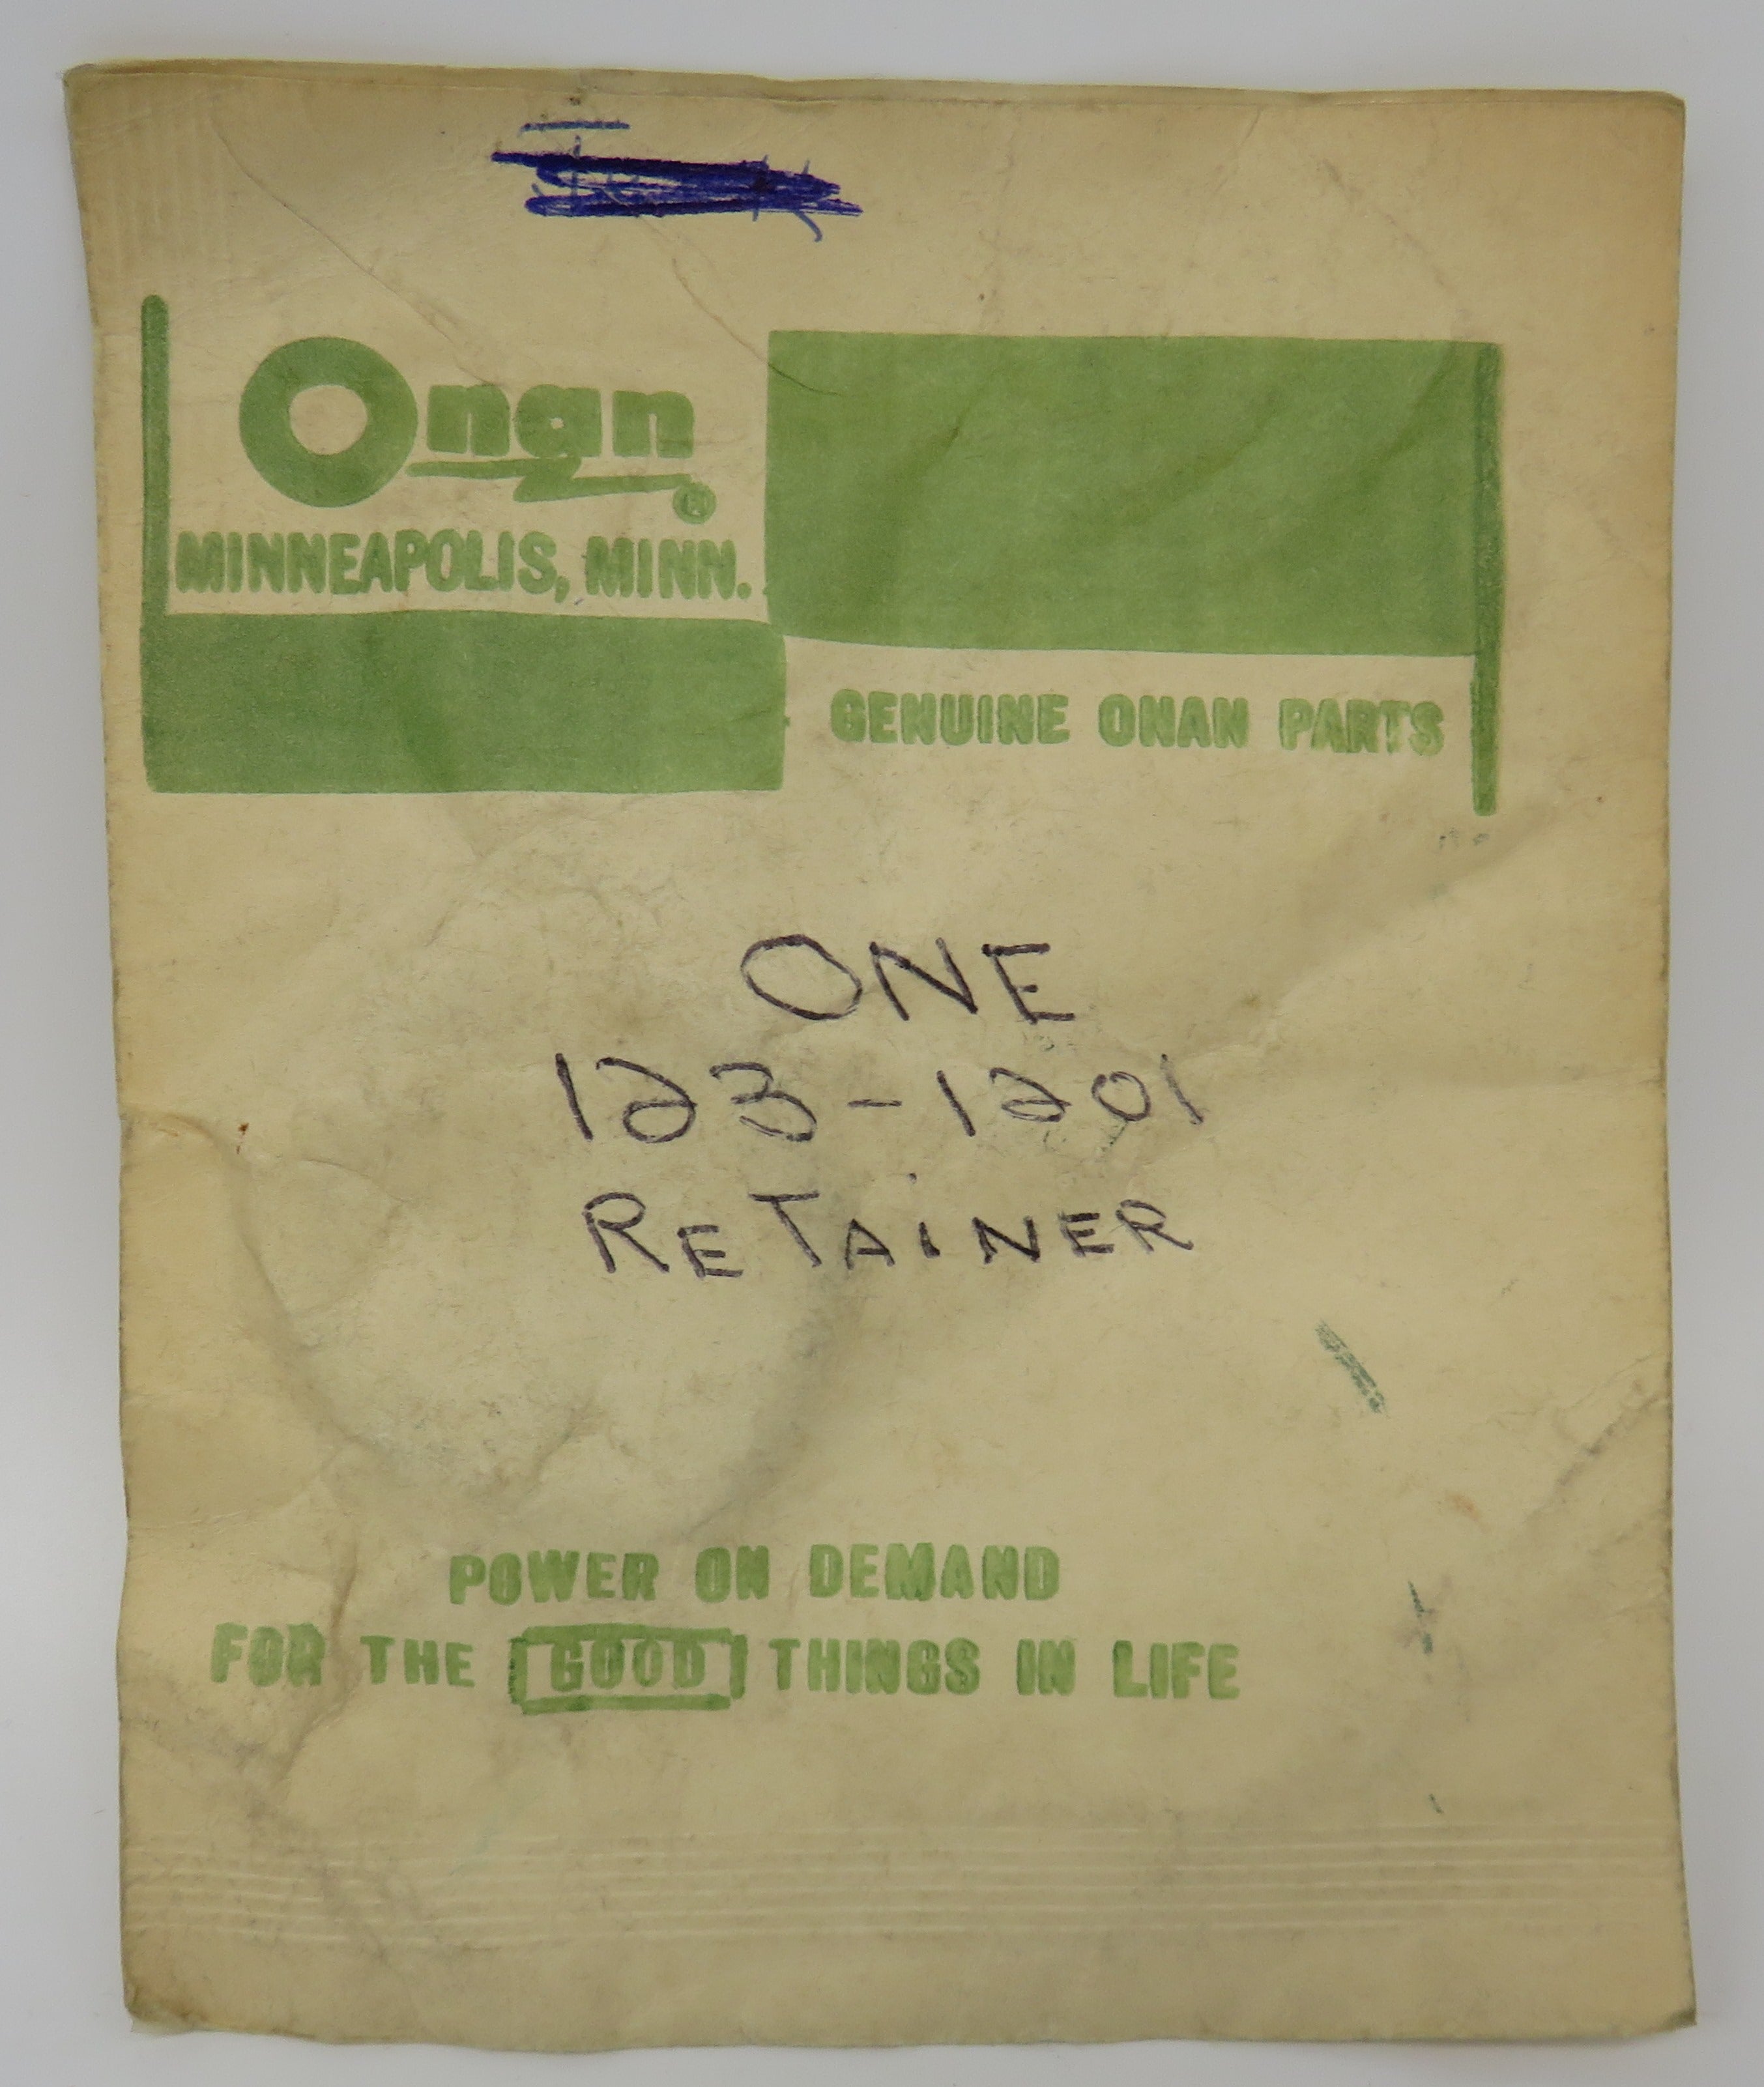 Onan®
MINNEAPOLIS, MINN.
GENUINE ONAN PARTS
ONE
123-1201
RETAINER
POWER ON DEMAND
FOR THE GOOD THINGS IN LIFE